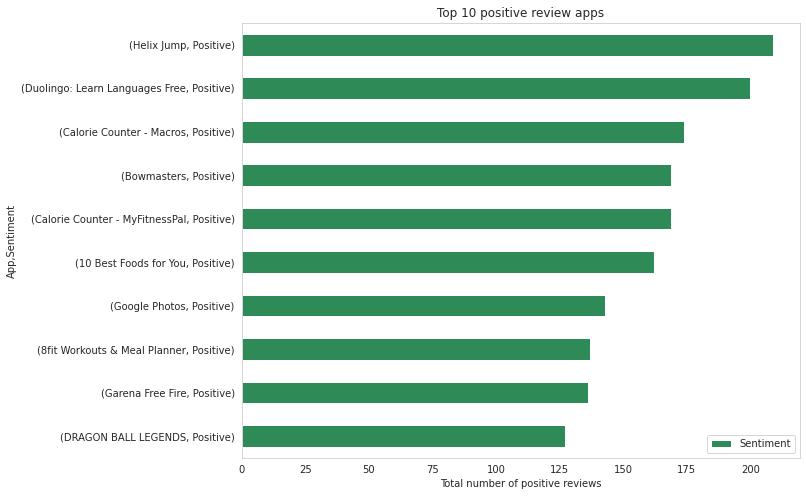 Top 10 positive review apps
(Helix Jump, Positive)
(Duolingo: Learn Languages Free, Positive)
(Calorie Counter - Macros, Positive)
(Bowmasters, Positive)
(Calorie Counter - MyFitnessPal, Positive)
(10 Best Foods for You, Positive)
(Google Photos, Positive)
(8fit Workouts & Meal Planner, Positive)
(Garena Free Fire, Positive)
(DRAGON BALL LEGENDS, Positive)
App,Sentiment
Sentiment
0 25 50 75 100 125 150 175 200
Total number of positive reviews